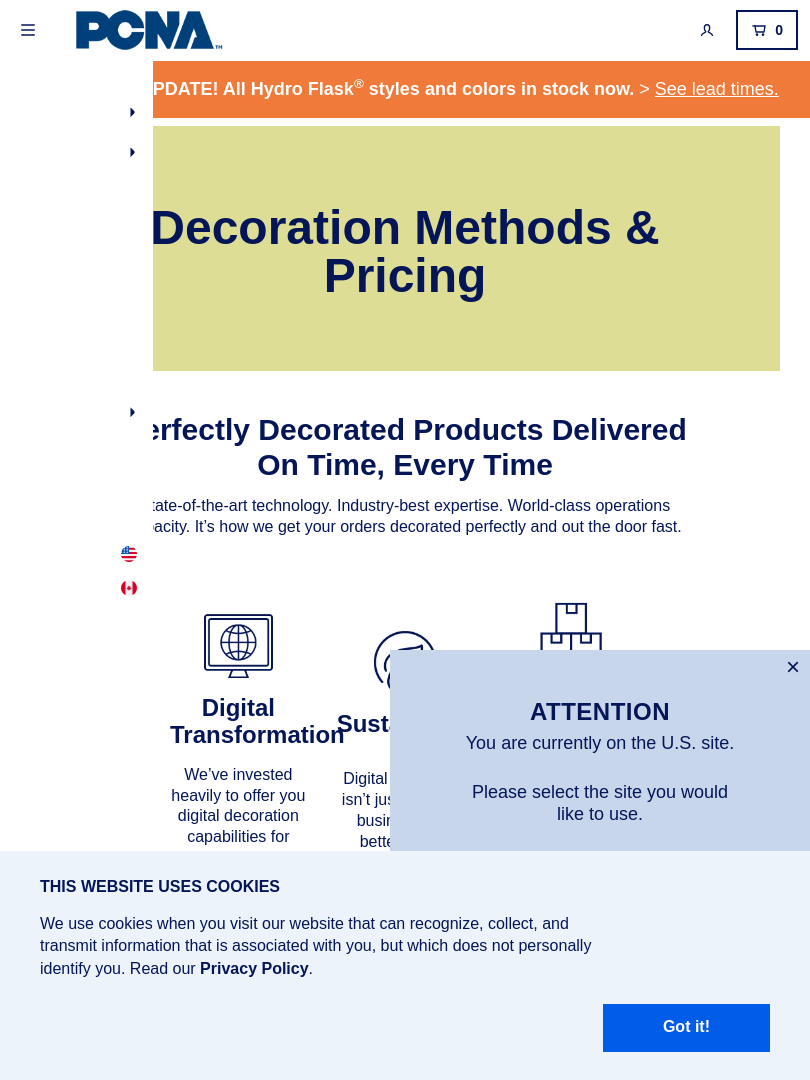 PCNA™
0
PDATE! All Hydro Flask® styles and colors in stock now. > See lead times.
Decoration Methods &
Pricing
erfectly Decorated Products Delivered
On Time, Every Time
tate-of-the-art technology. Industry-best expertise. World-class operations
pacity. It’s how we get your orders decorated perfectly and out the door fast.
Digital
Transformation
We’ve invested
heavily to offer you
digital decoration
capabilities for
Susta
Digital
isn’t jus
busin
bette
×
ATTENTION
You are currently on the U.S. site.
Please select the site you would
like to use.
THIS WEBSITE USES COOKIES
We use cookies when you visit our website that can recognize, collect, and
transmit information that is associated with you, but which does not personally
identify you. Read our Privacy Policy.
Got it!